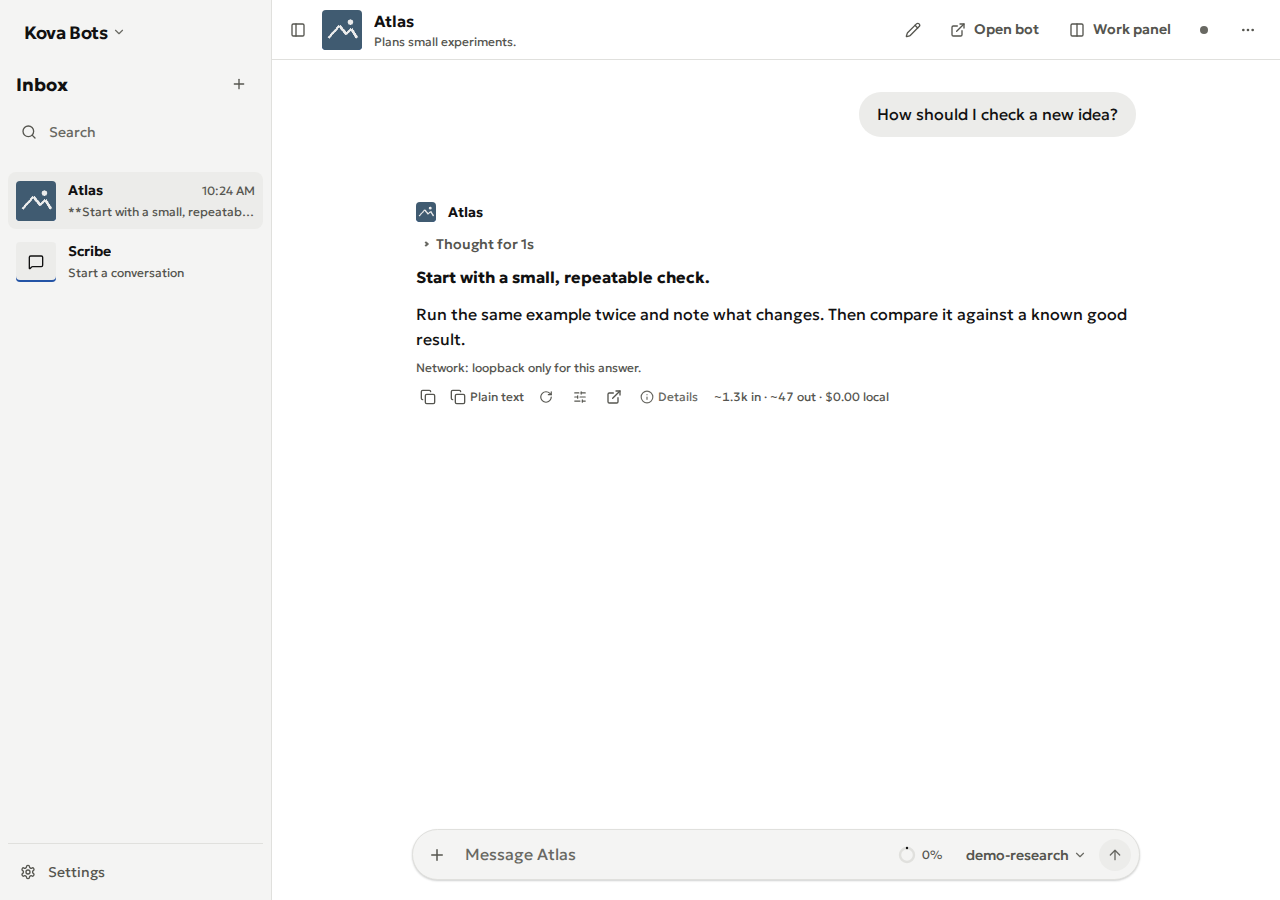 Kova Bots
Inbox
Search
Atlas 10:24 AM
**Start with a small, repeatab...
Scribe
Start a conversation
Settings
Atlas
Plans small experiments.
Open bot
Work panel
How should I check a new idea?
Atlas
Thought for 1s
Start with a small, repeatable check.
Run the same example twice and note what changes. Then compare it against a known good
result.
Network: loopback only for this answer.
Plain text Details ~1.3k in · ~47 out · $0.00 local
Message Atlas 0% demo-research